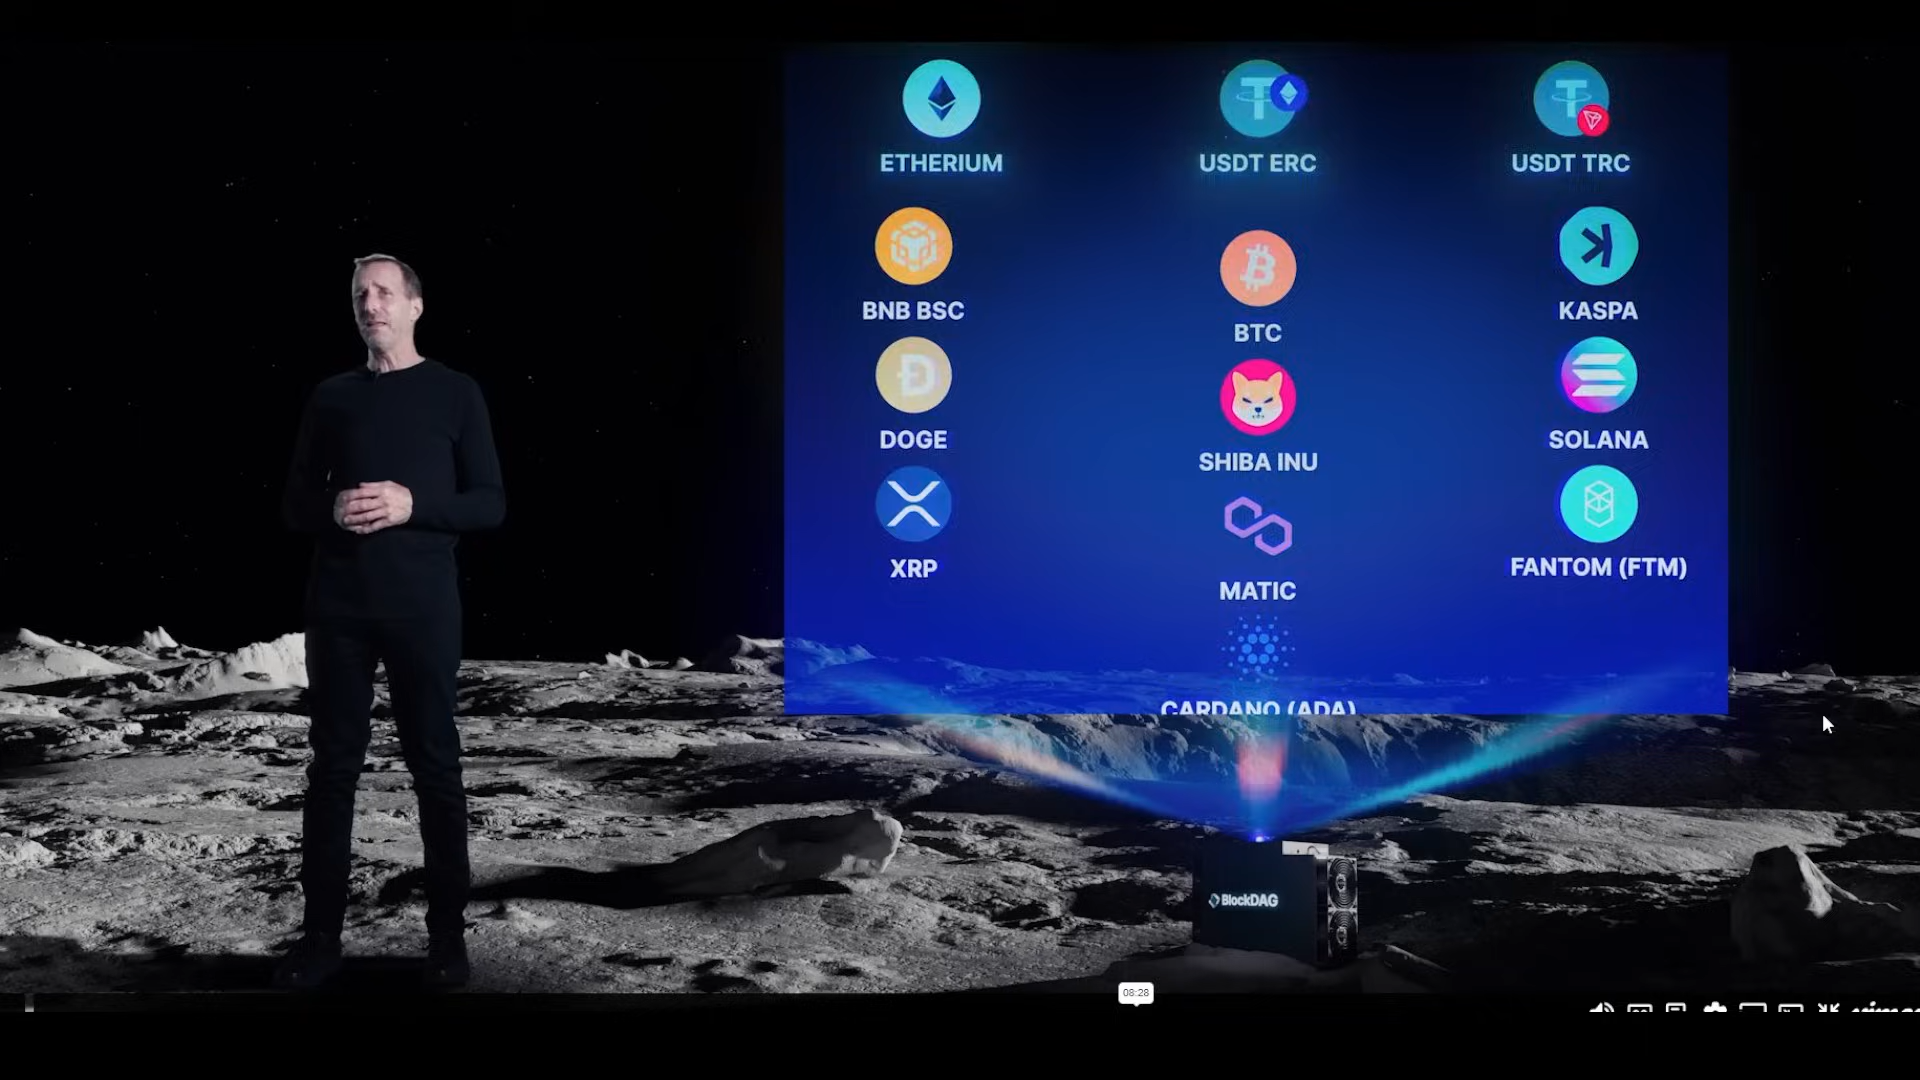 ETHERIUM
USDT ERC
USDT TRC
BNB BSC
BTC
KASPA
DOGE
SHIBA INU
SOLANA
XRP
MATIC
FANTOM (FTM)
CARDANO (ADA)
BlockDAG
08:28